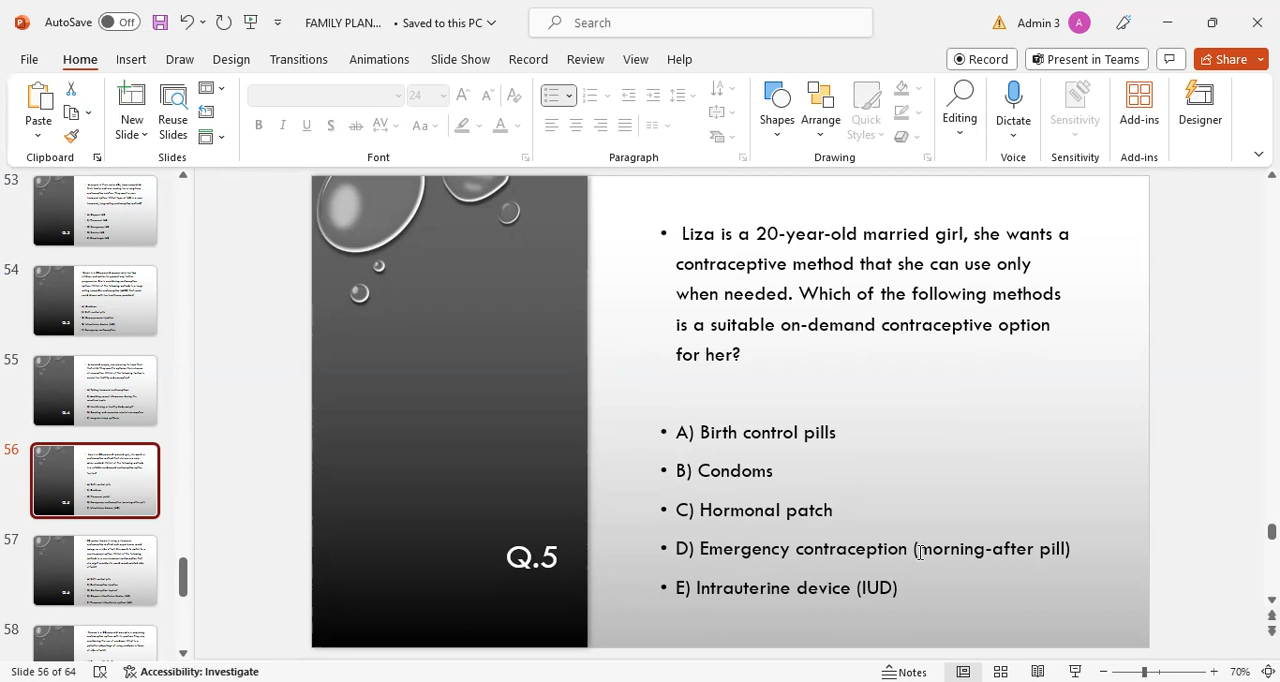 AutoSave Off FAMILY PLAN... • Saved to this PC Search Admin 3 A
File Home Insert Draw Design Transitions Animations Slide Show Record Review View Help Record Present in Teams Share
Paste New Slide Reuse Slides 24 Shapes Arrange Quick Styles Editing Dictate Sensitivity Add-ins Designer
Clipboard Slides Font Paragraph Drawing Voice Sensitivity Add-ins
53
54
55
56
57
58
• Liza is a 20-year-old married girl, she wants a
contraceptive method that she can use only
when needed. Which of the following methods
is a suitable on-demand contraceptive option
for her?
• A) Birth control pills
• B) Condoms
• C) Hormonal patch
• D) Emergency contraception (morning-after pill)
• E) Intrauterine device (IUD)
Q.5
Slide 56 of 64 Accessibility: Investigate Notes 70%